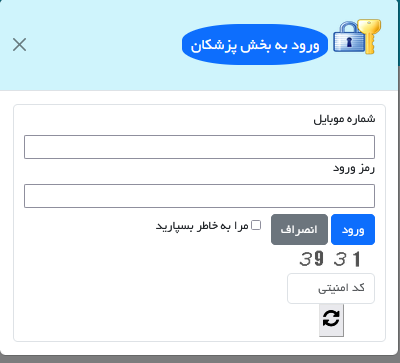 ورود به بخش پزشکان
شماره موبایل
رمز ورود
ورود انصراف مرا به خاطر بسپارید
39 31
کد امنیتی